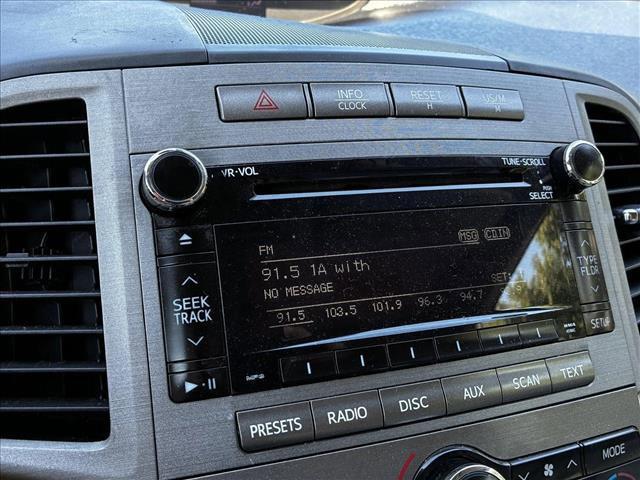 INFO
CLOCK
RESET
H
US/M
M
PWR·VOL
TUNE·SCROLL
PUSH
SELECT
FM
MSG CD IN
91.5 1A with
NO MESSAGE
91.5 103.5 101.9 96.3 94.7
SEEK
TRACK
TYPE
FLDR
SETUP
PRESETS RADIO DISC AUX SCAN TEXT
MODE